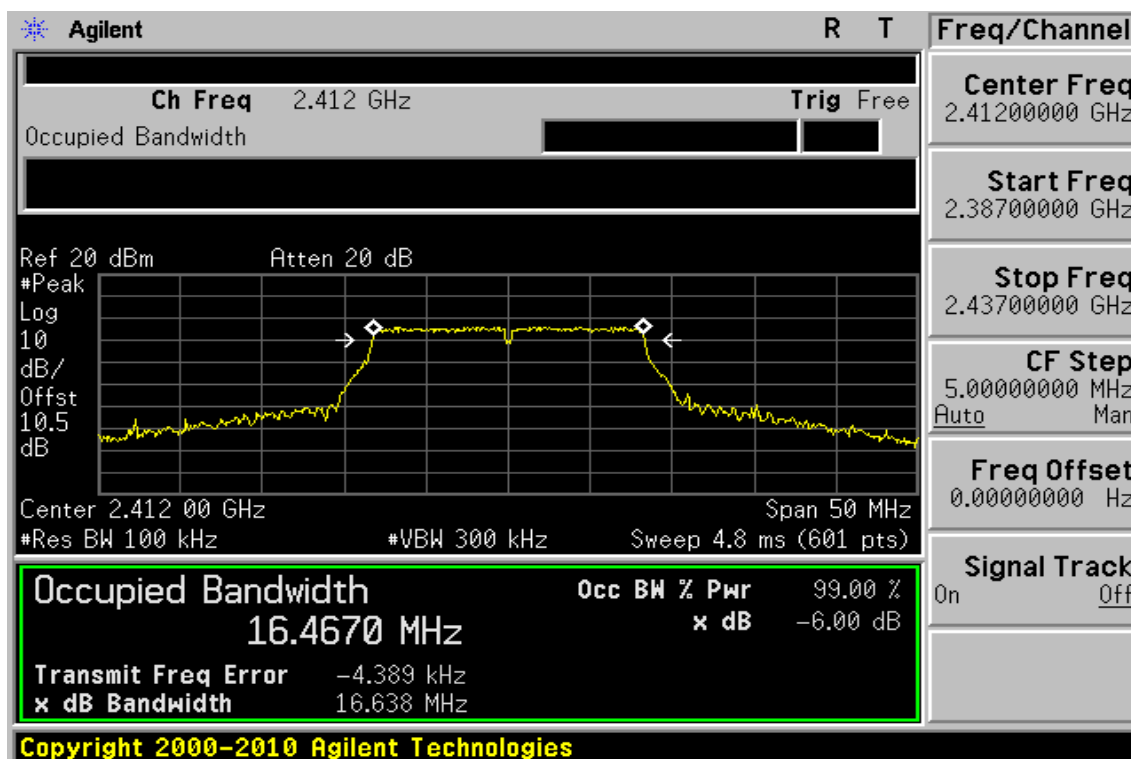 Agilent R T
Ch Freq 2.412 GHz Trig Free
Occupied Bandwidth
Ref 20 dBm Atten 20 dB
#Peak
Log
10
dB/
Offst
10.5
dB
Center 2.412 00 GHz Span 50 MHz
#Res BW 100 kHz #VBW 300 kHz Sweep 4.8 ms (601 pts)
Occupied Bandwidth
16.4670 MHz
Occ BW % Pwr 99.00 %
x dB -6.00 dB
Transmit Freq Error -4.389 kHz
x dB Bandwidth 16.638 MHz
Copyright 2000-2010 Agilent Technologies
Freq/Channel
Center Freq
2.41200000 GHz
Start Freq
2.38700000 GHz
Stop Freq
2.43700000 GHz
CF Step
5.00000000 MHz
Auto Man
Freq Offset
0.00000000 Hz
Signal Track
On Off